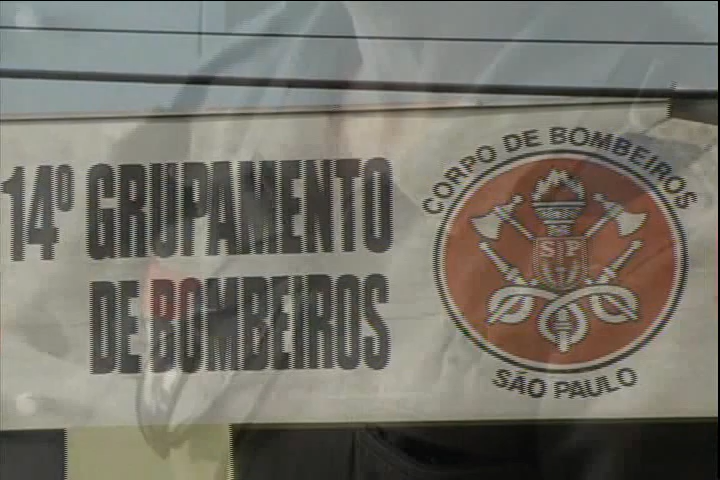 14º GRUPAMENTO
DE BOMBEIROS
CORPO DE BOMBEIROS
SP
SÃO PAULO